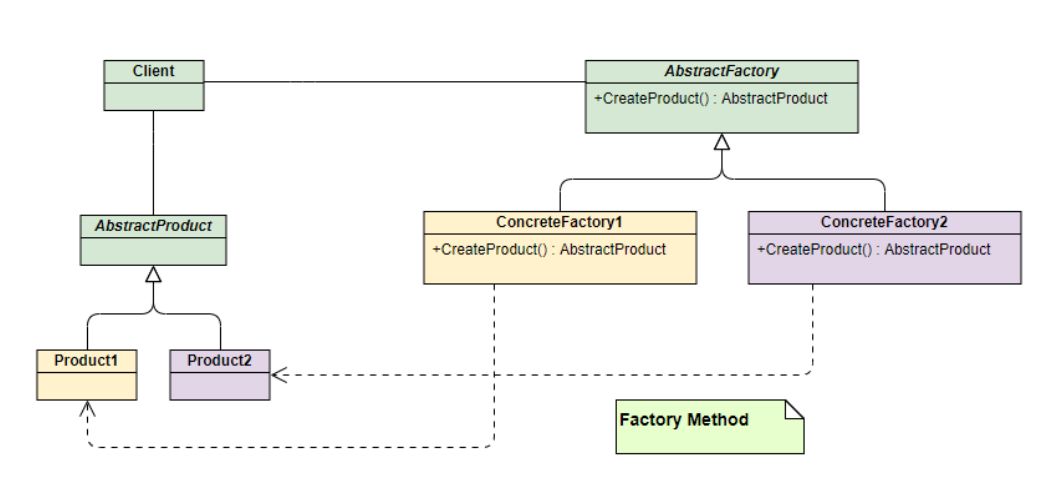 Client
AbstractFactory
+CreateProduct() : AbstractProduct
AbstractProduct
ConcreteFactory1
+CreateProduct() : AbstractProduct
ConcreteFactory2
+CreateProduct() : AbstractProduct
Product1
Product2
Factory Method